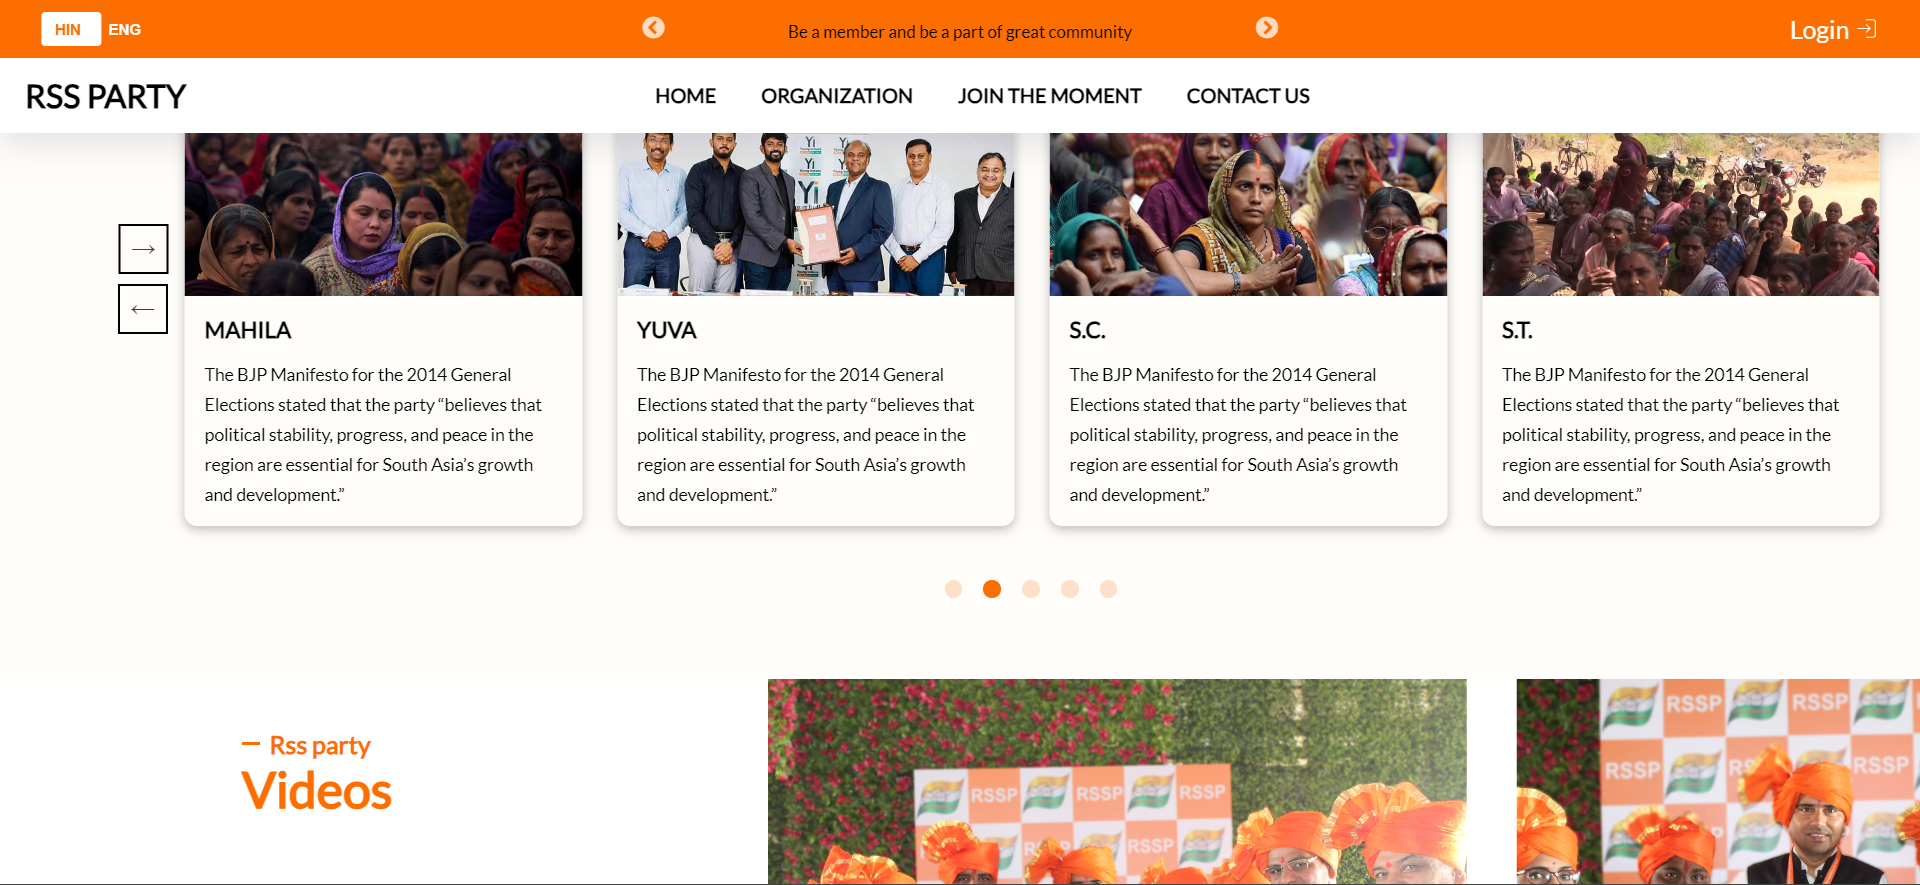 HIN ENG
Be a member and be a part of great community
Login
RSS PARTY
HOME ORGANIZATION JOIN THE MOMENT CONTACT US
Yi
Yi
Yi
MAHILA
The BJP Manifesto for the 2014 General
Elections stated that the party “believes that
political stability, progress, and peace in the
region are essential for South Asia’s growth
and development.”
YUVA
The BJP Manifesto for the 2014 General
Elections stated that the party “believes that
political stability, progress, and peace in the
region are essential for South Asia’s growth
and development.”
S.C.
The BJP Manifesto for the 2014 General
Elections stated that the party “believes that
political stability, progress, and peace in the
region are essential for South Asia’s growth
and development.”
S.T.
The BJP Manifesto for the 2014 General
Elections stated that the party “believes that
political stability, progress, and peace in the
region are essential for South Asia’s growth
and development.”
Rss party
Videos
RSSP RSSP RSSP
RSSP RSSP
RSSP RSSP
RSSP RSSP